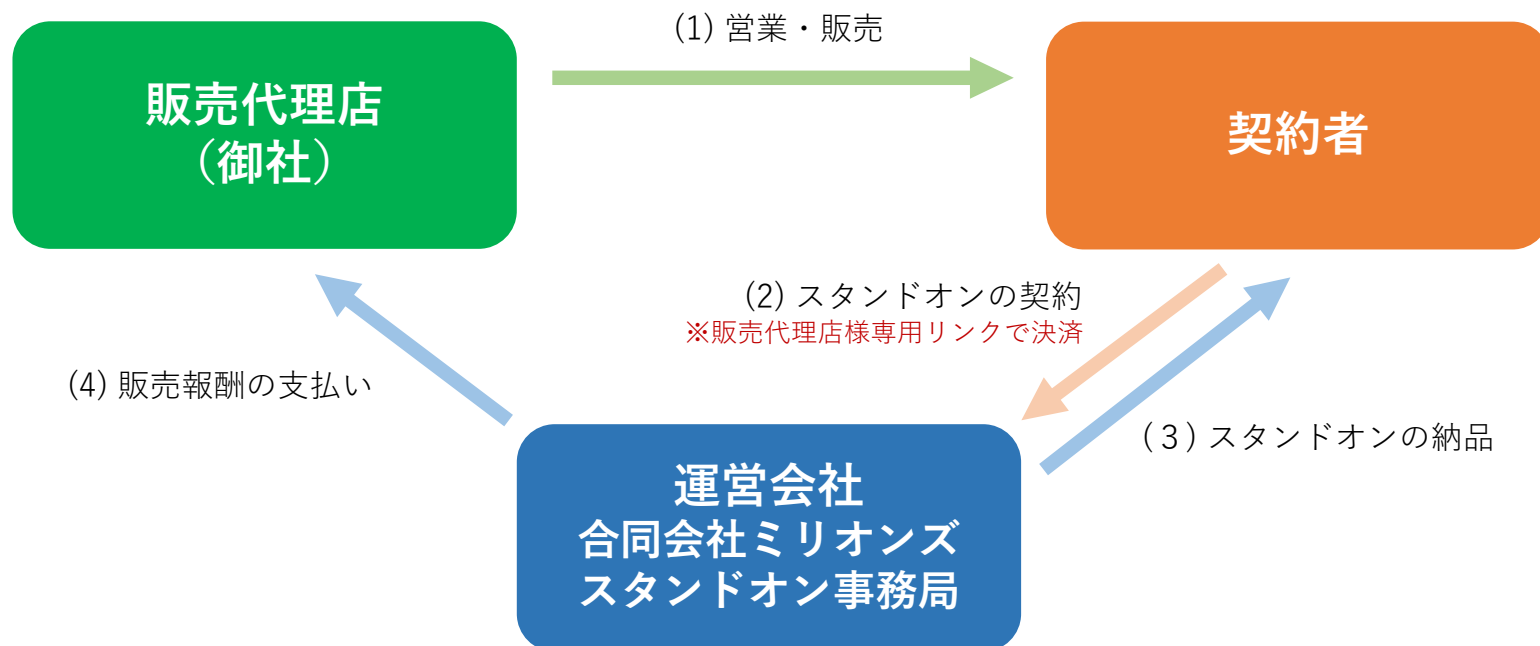 (1) 営業・販売
販売代理店
（御社）
契約者
(2) スタンドオンの契約
※販売代理店様専用リンクで決済
(4) 販売報酬の支払い
(３) スタンドオンの納品
運営会社
合同会社ミリオンズ
スタンドオン事務局